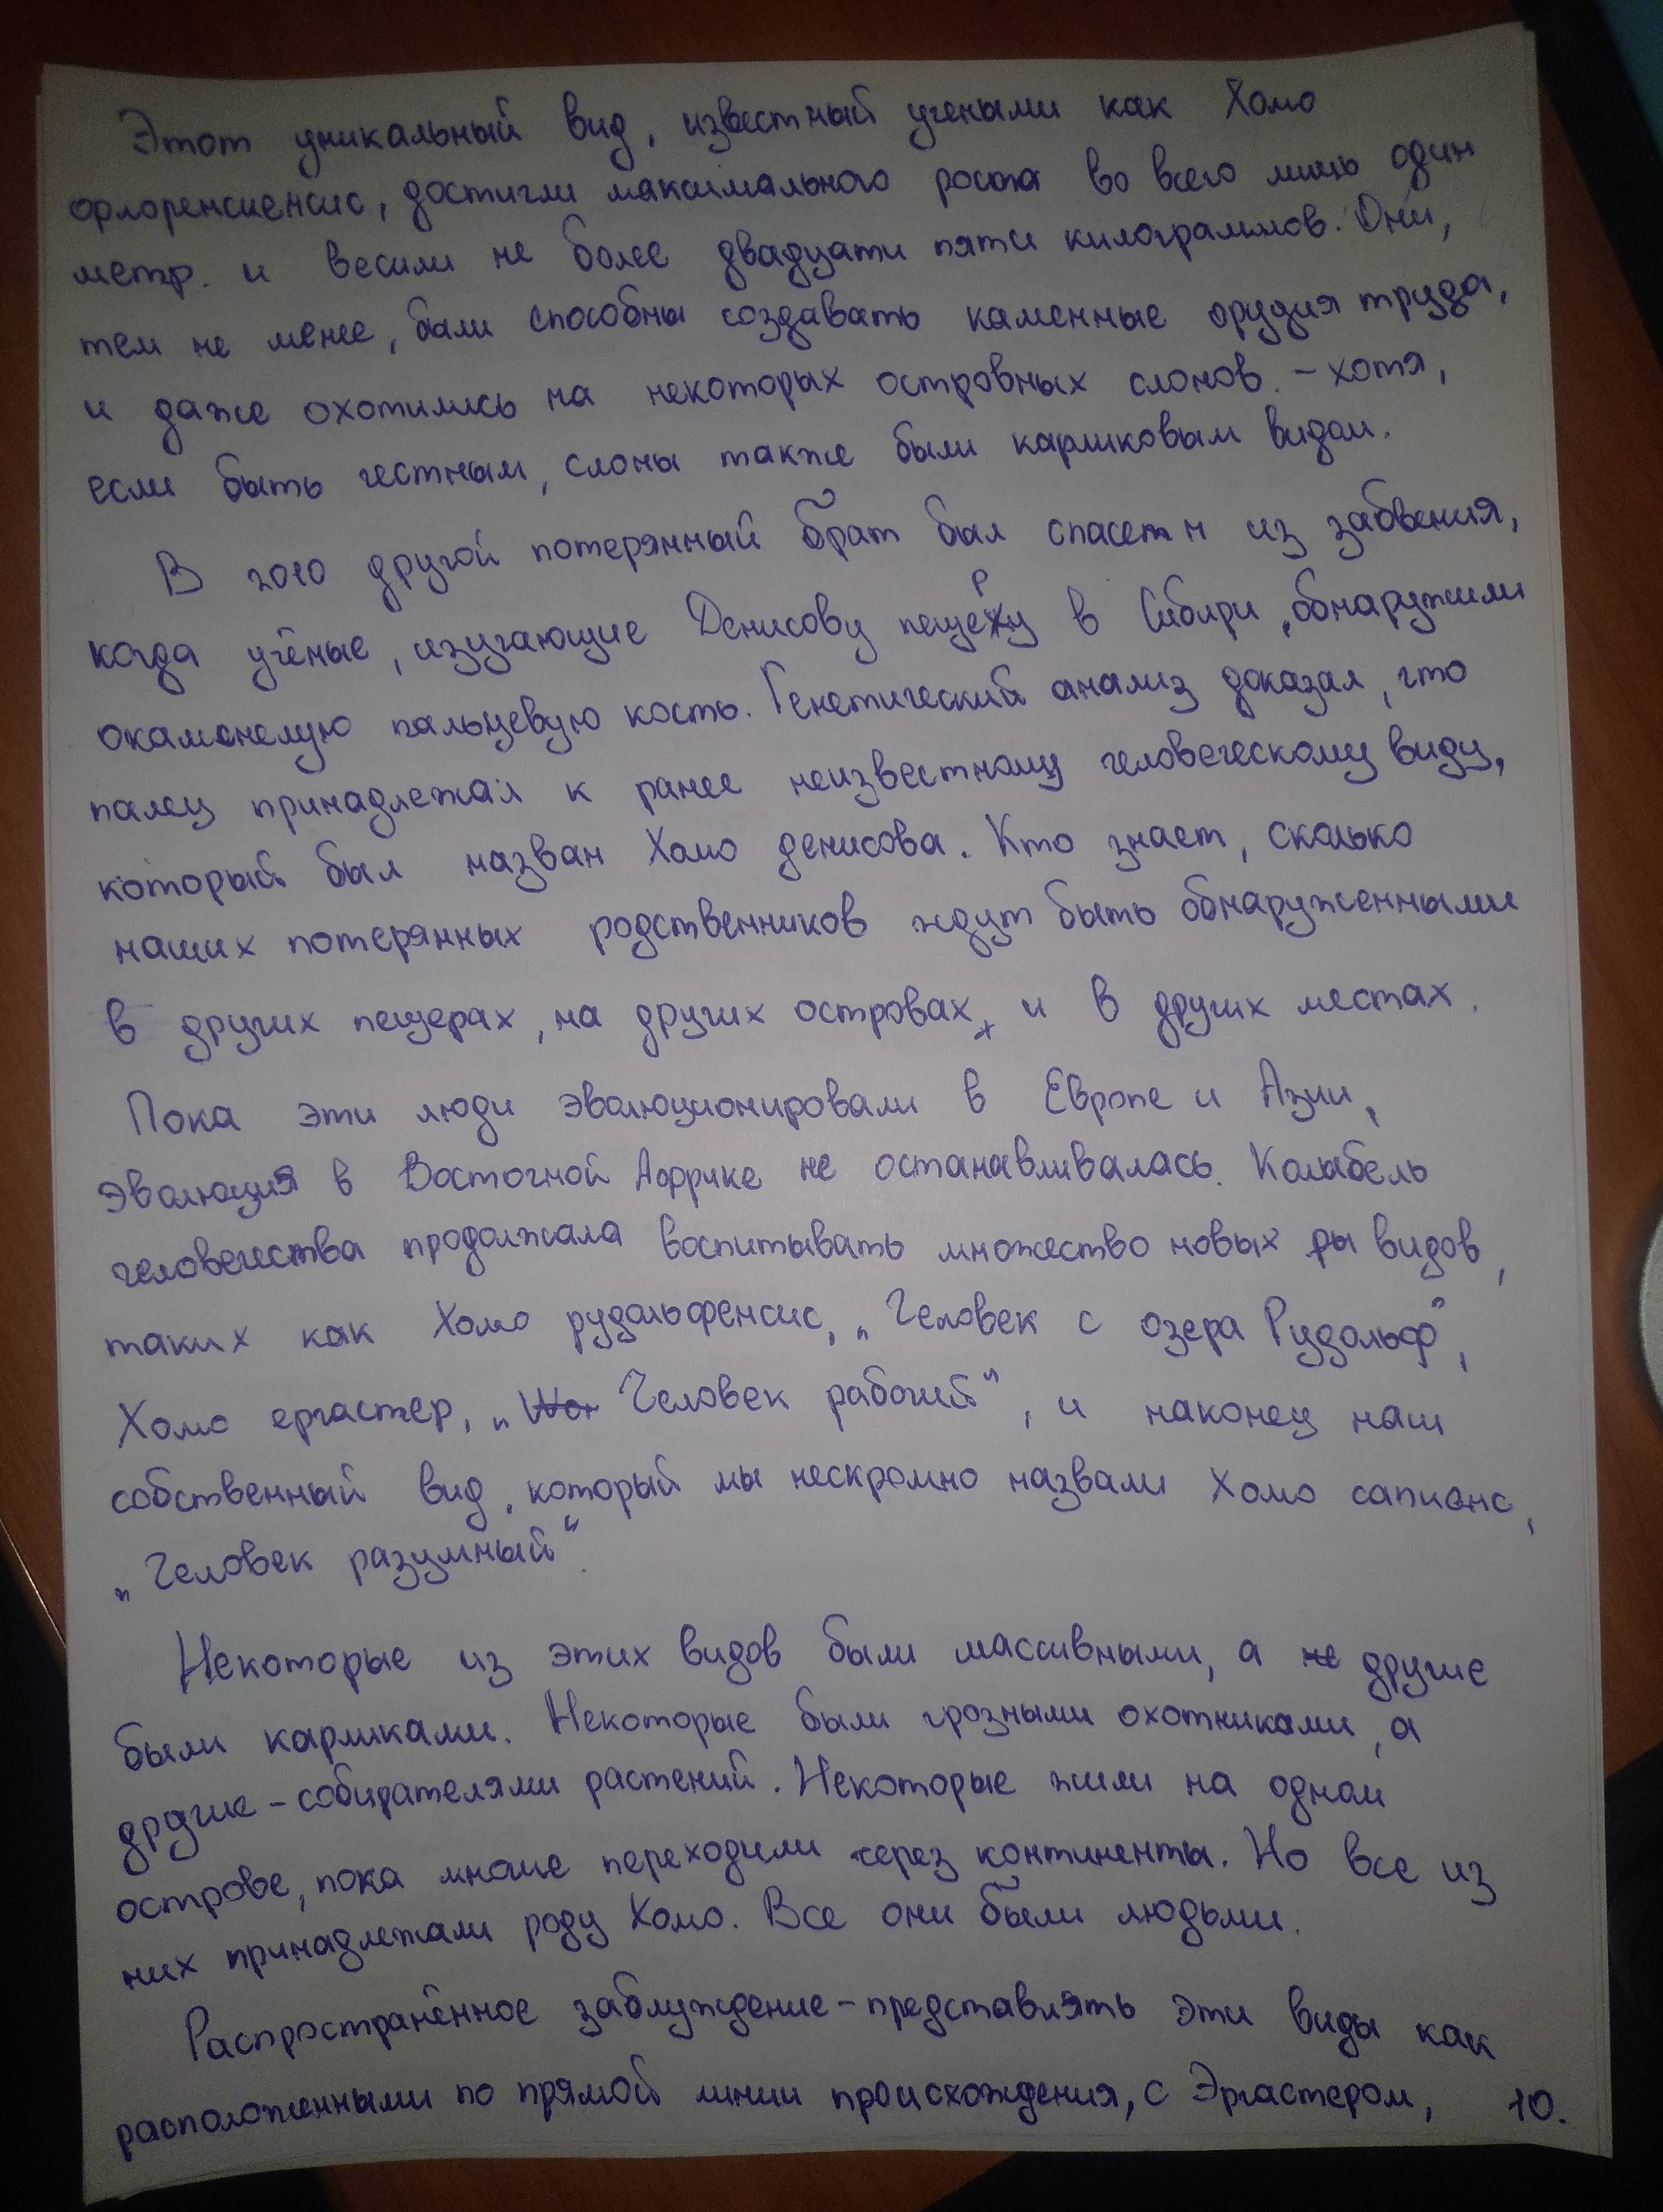 Этот уникальный вид, известный учеными как Хомо
флоренсиенсис, достигли максимального роста во всего лишь один
метр. и весили не более двадцати пяти килограммов. Они,
тем не менее, были способны создавать каменные орудия труда,
и даже охотились на некоторых островных слонов. - хотя,
если быть честным, слоны также были карликовым видом.
В 2010 другой потерянный брат был спасен из забвения,
когда учёные, изучающие Денисову пещеру в Сибири, обнаружили
окаменелую пальцевую кость. Генетический анализ доказал, что
палец принадлежал к ранее неизвестному человеческому виду,
который был назван Хомо денисова. Кто знает, сколько
наших потерянных родственников ждут быть обнаруженными
в других пещерах, на других островах, и в других местах.
Пока эти люди эволюционировали в Европе и Азии,
эволюция в Восточной Африке не останавливалась. Колыбель
человечества продолжала воспитывать множество новых ры видов,
таких как Хомо рудольфенсис, „Человек с озера Рудольф“,
Хомо ергастер, „Человек рабочий“, и наконец наш
собственный вид, который мы нескромно назвали Хомо сапиенс,
„Человек разумный“.
Некоторые из этих видов были массивными, а не другие
были карликами. Некоторые были грозными охотниками, а
другие - собирателями растений. Некоторые жили на одном
острове, пока многие переходили через континенты. Но все из
них принадлежали роду Хомо. Все они были людьми.
Распространённое заблуждение - представлять эти виды как
расположенными по прямой линии происхождения, с Эргастером,
10.